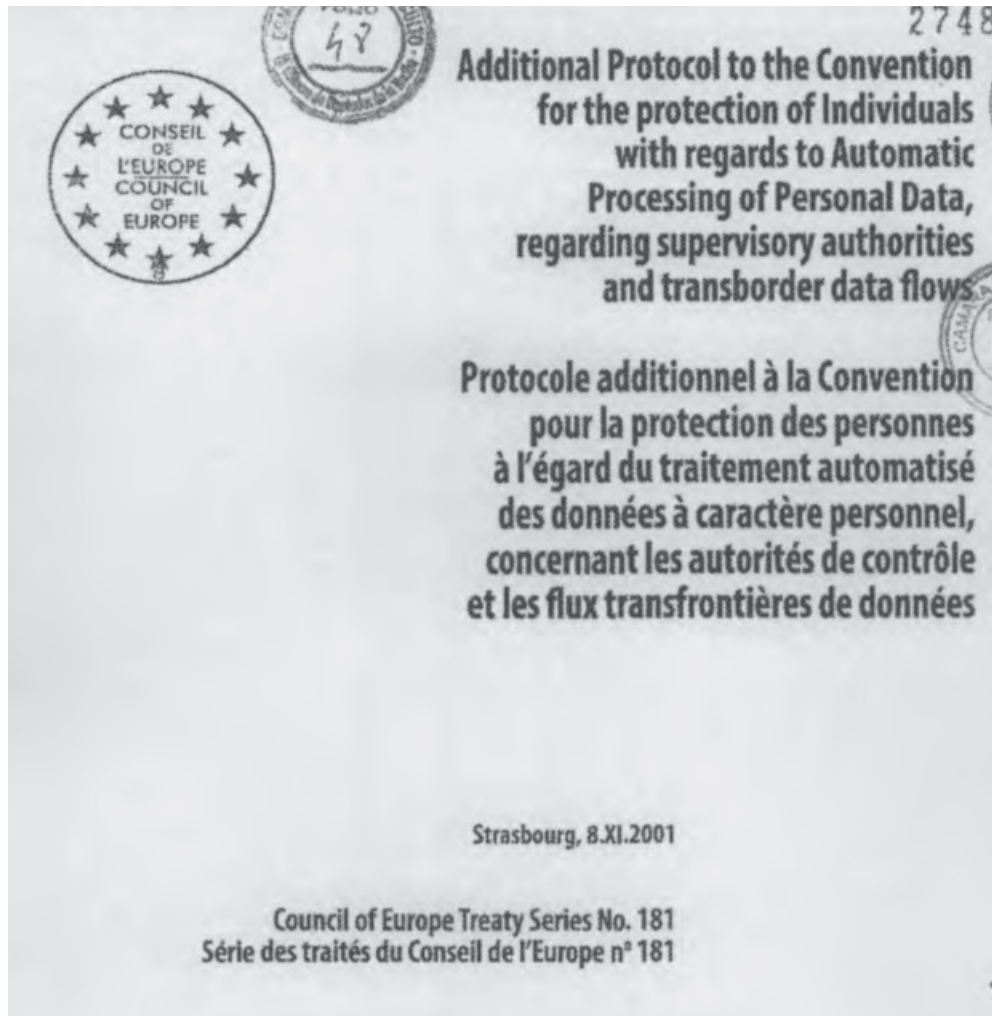 2748
48
Additional Protocol to the Convention
for the protection of Individuals
with regards to Automatic
Processing of Personal Data,
regarding supervisory authorities
and transborder data flows
CONSEIL
DE
L'EUROPE
COUNCIL
OF
EUROPE
CAMARA
Protocole additionnel à la Convention
pour la protection des personnes
à l'égard du traitement automatisé
des données à caractère personnel,
concernant les autorités de contrôle
et les flux transfrontières de données
Strasbourg, 8.XI.2001
Council of Europe Treaty Series No. 181
Série des traités du Conseil de l'Europe n° 181